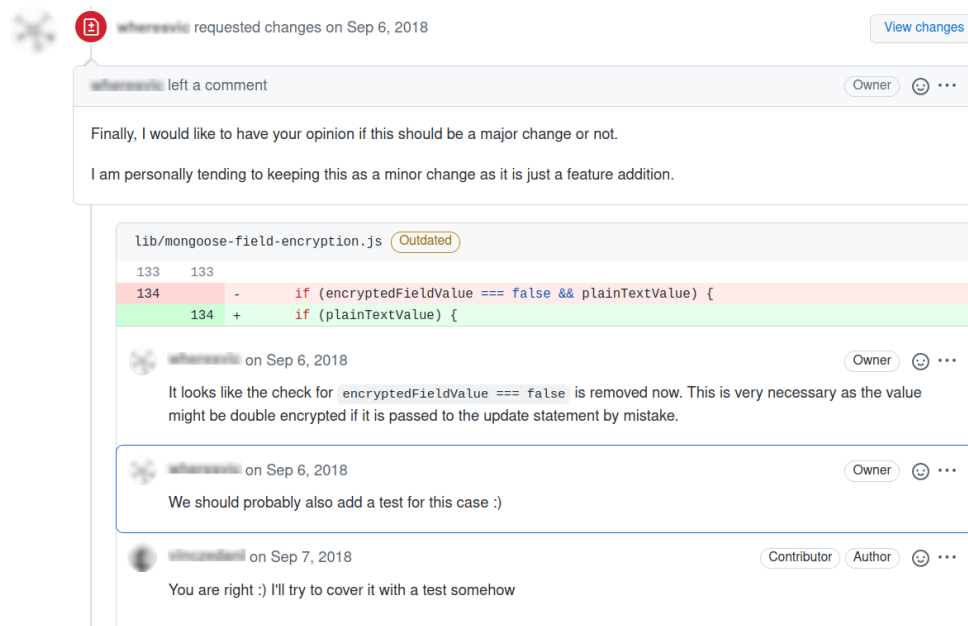 requested changes on Sep 6, 2018
View changes
left a comment
Owner
Finally, I would like to have your opinion if this should be a major change or not.
I am personally tending to keeping this as a minor change as it is just a feature addition.
lib/mongoose-field-encryption.js Outdated
133 133
134 - if (encryptedFieldValue === false && plainTextValue) {
134 + if (plainTextValue) {
on Sep 6, 2018
Owner
It looks like the check for encryptedFieldValue === false is removed now. This is very necessary as the value
might be double encrypted if it is passed to the update statement by mistake.
on Sep 6, 2018
Owner
We should probably also add a test for this case :)
on Sep 7, 2018
Contributor Author
You are right :) I'll try to cover it with a test somehow